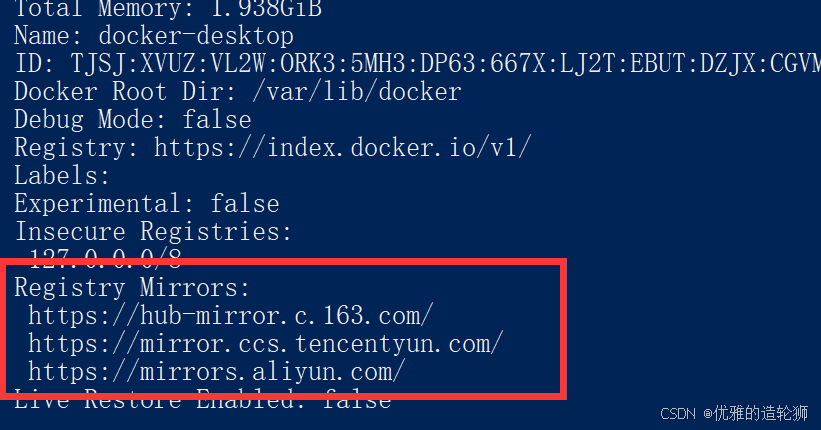 Total Memory: 1.938GiB
Name: docker-desktop
ID: TJSJ:XVUZ:VL2W:ORK3:5MH3:DP63:667X:LJ2T:EBUT:DZJX:CGVM
Docker Root Dir: /var/lib/docker
Debug Mode: false
Registry: https://index.docker.io/v1/
Labels:
Experimental: false
Insecure Registries:
127.0.0.0/8
Registry Mirrors:
https://hub-mirror.c.163.com/
https://mirror.ccs.tencentyun.com/
https://mirrors.aliyun.com/
Live Restore Enabled: false
CSDN @优雅的造轮狮